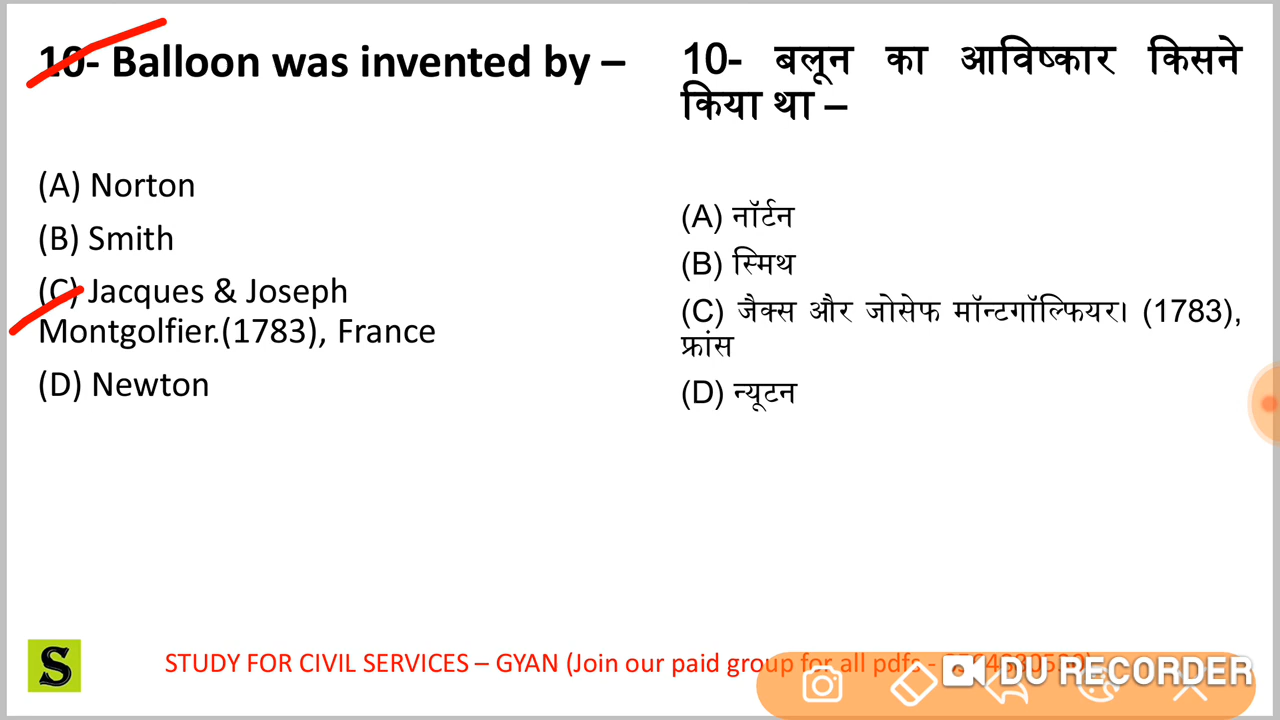 10- Balloon was invented by –
(A) Norton
(B) Smith
(C) Jacques & Joseph
Montgolfier.(1783), France
(D) Newton
10- बलून का आविष्कार किसने
किया था –
(A) नॉर्टन
(B) स्मिथ
(C) जैक्स और जोसेफ मॉन्टगॉल्फियर। (1783),
फ्रांस
(D) न्यूटन
S
STUDY FOR CIVIL SERVICES – GYAN (Join our paid group for all pdfs -
DU RECORDER